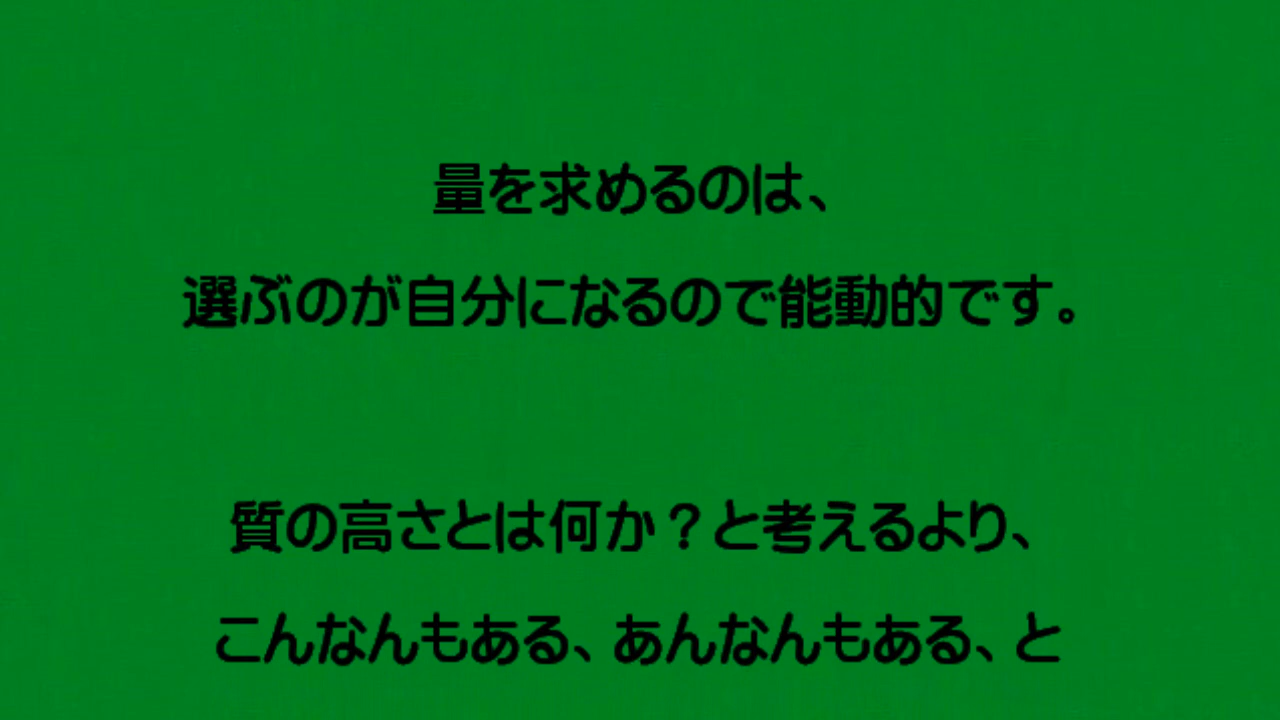 量を求めるのは、
選ぶのが自分になるので能動的です。
質の高さとは何か？と考えるより、
こんなんもある、あんなんもある、と